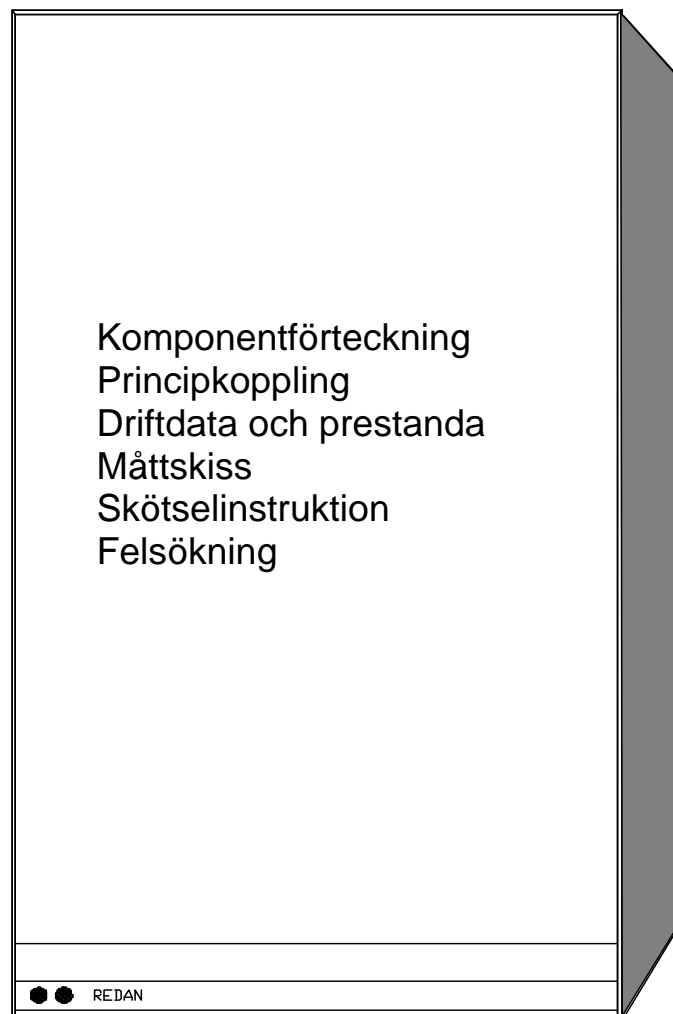 Komponentförteckning
Principkoppling
Driftdata och prestanda
Måttskiss
Skötselinstruktion
Felsökning
REDAN